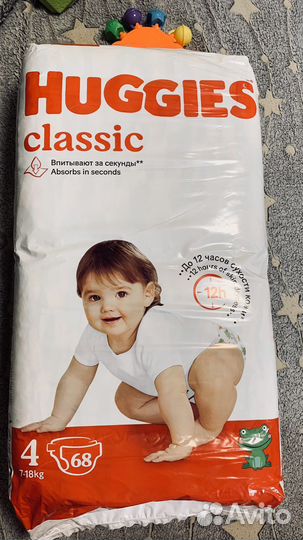 HUGGIES
classic
Впитывают за секунды**
Absorbs in seconds
**До 12 часов сухости
12 hours of
12h
4
68
7-18kg
Avito